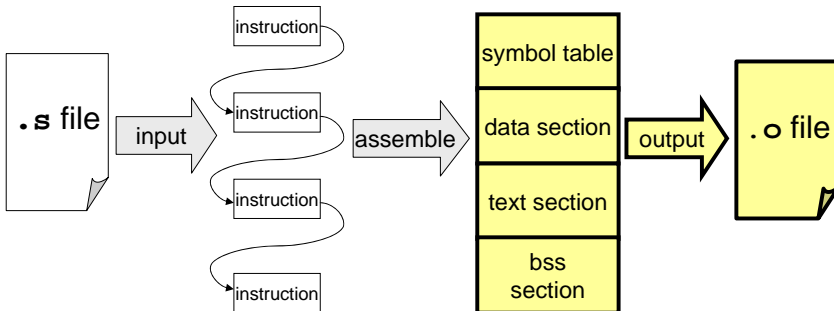 .s file
input
instruction
instruction
instruction
instruction
assemble
symbol table
data section
text section
bss
section
output
.o file